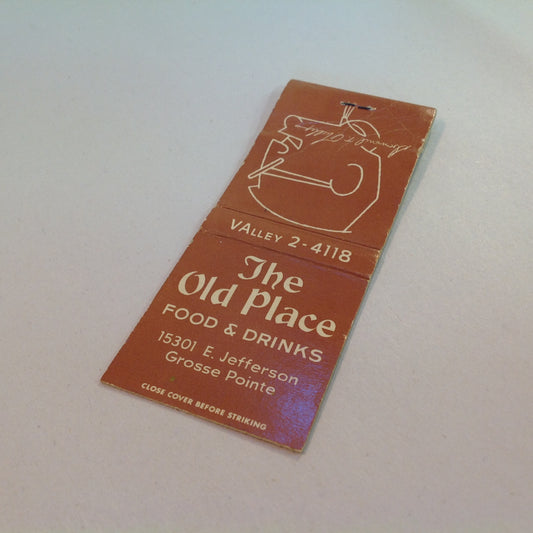 VALLEY 2-4118
The
Old Place
FOOD & DRINKS
15301 E. Jefferson
Grosse Pointe
CLOSE COVER BEFORE STRIKING